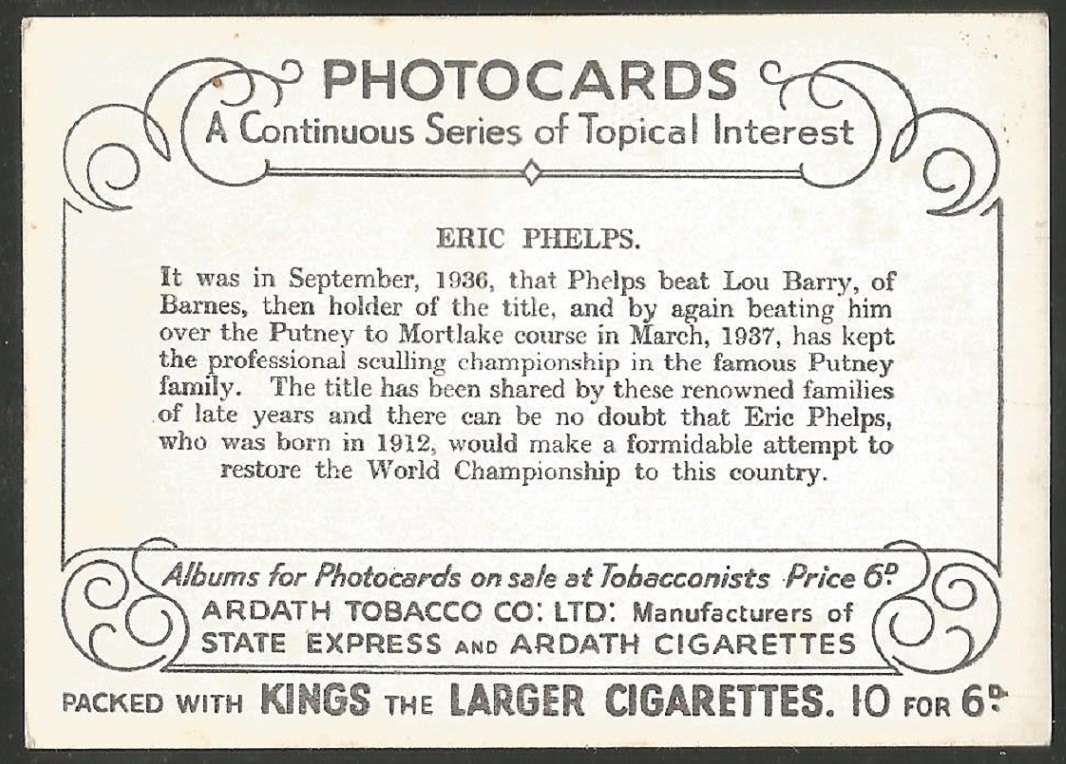 PHOTOCARDS
A Continuous Series of Topical Interest
ERIC PHELPS.
It was in September, 1936, that Phelps beat Lou Barry, of
Barnes, then holder of the title, and by again beating him
over the Putney to Mortlake course in March, 1937, has kept
the professional sculling championship in the famous Putney
family. The title has been shared by these renowned families
of late years and there can be no doubt that Eric Phelps,
who was born in 1912, would make a formidable attempt to
restore the World Championship to this country.
Albums for Photocards on sale at Tobacconists Price 6D.
ARDATH TOBACCO CO: LTD: Manufacturers of
STATE EXPRESS AND ARDATH CIGARETTES
PACKED WITH KINGS THE LARGER CIGARETTES. 10 FOR 6D.